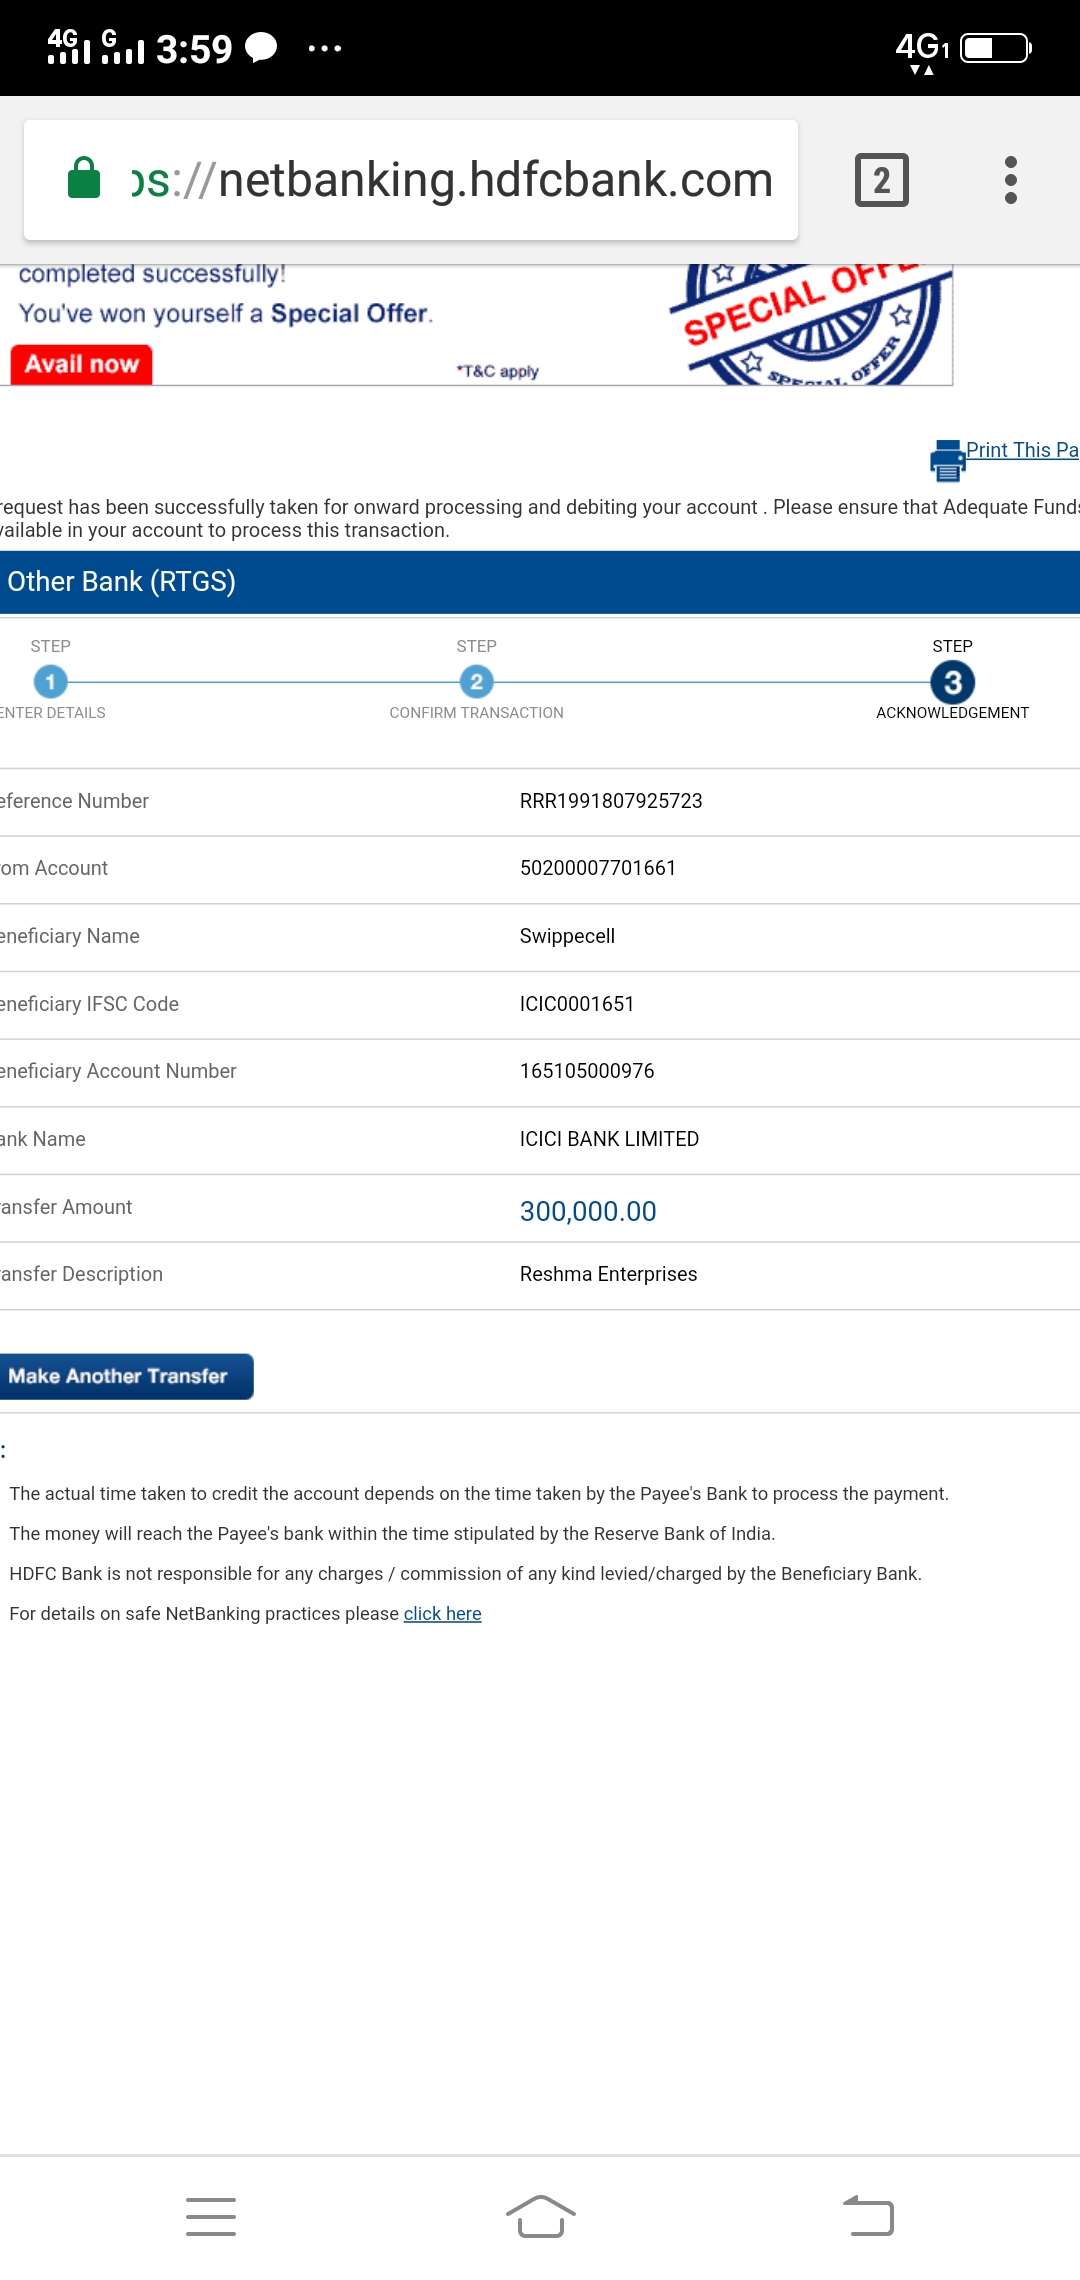 4G G 3:59 ... 4G1
ps://netbanking.hdfcbank.com 2
completed successfully!
You've won yourself a Special Offer.
SPECIAL OFFE
Avail now
*T&C apply
SPECIAL OFFER
Print This Pa
request has been successfully taken for onward processing and debiting your account . Please ensure that Adequate Funds
vailable in your account to process this transaction.
Other Bank (RTGS)
STEP STEP STEP
1 2 3
ENTER DETAILS CONFIRM TRANSACTION ACKNOWLEDGEMENT
eference Number RRR1991807925723
rom Account 50200007701661
eneficiary Name Swippecell
eneficiary IFSC Code ICIC0001651
eneficiary Account Number 165105000976
ank Name ICICI BANK LIMITED
ransfer Amount 300,000.00
ransfer Description Reshma Enterprises
Make Another Transfer
:
The actual time taken to credit the account depends on the time taken by the Payee's Bank to process the payment.
The money will reach the Payee's bank within the time stipulated by the Reserve Bank of India.
HDFC Bank is not responsible for any charges / commission of any kind levied/charged by the Beneficiary Bank.
For details on safe NetBanking practices please click here